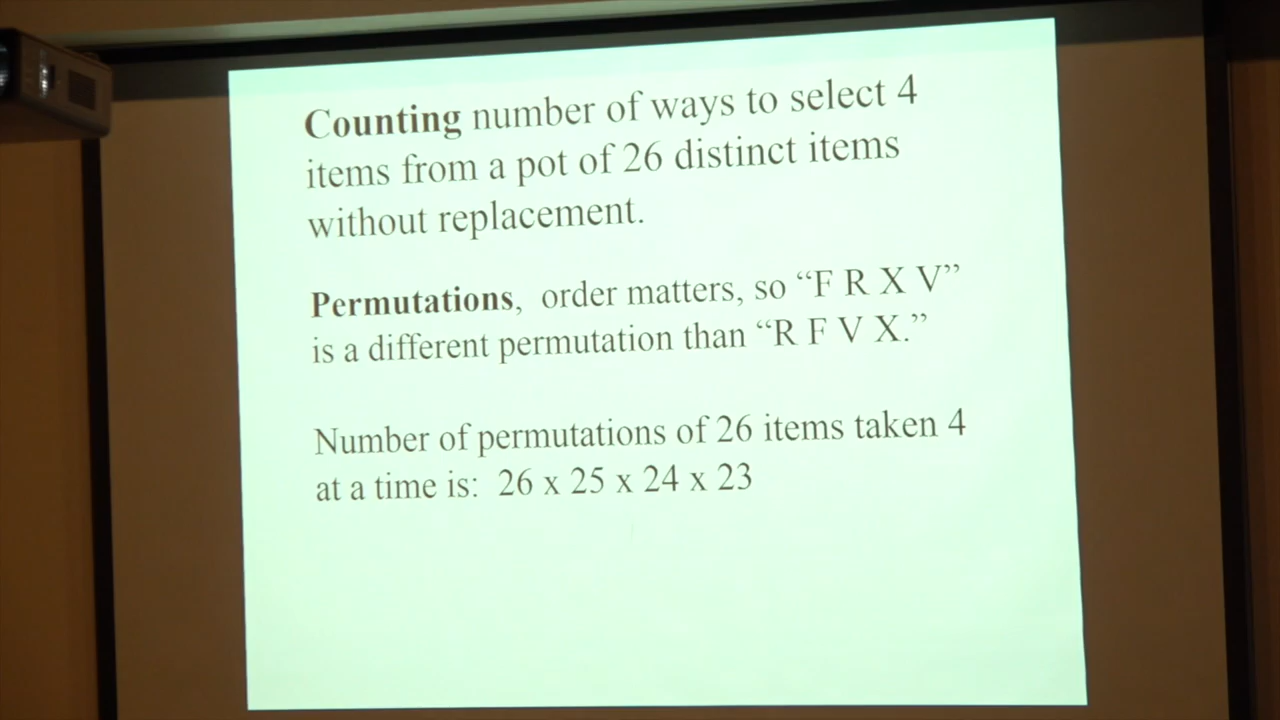 Counting number of ways to select 4
items from a pot of 26 distinct items
without replacement.
Permutations, order matters, so “F R X V”
is a different permutation than “R F V X.”
Number of permutations of 26 items taken 4
at a time is: 26 x 25 x 24 x 23